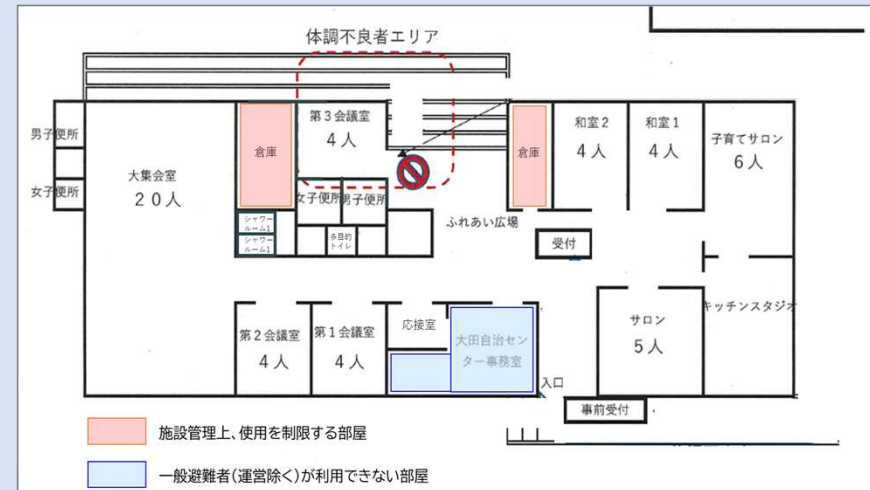 体調不良者エリア
男子便所
女子便所
大集会室
20人
倉庫
第3会議室
4人
女子便所
男子便所
シャワー
ルーム1
シャワー
ルーム1
多目的
トイレ
倉庫
和室2
4人
和室1
4人
子育てサロン
6人
ふれあい広場
受付
第2会議室
4人
第1会議室
4人
応接室
大田自治セン
ター事務室
入口
サロン
5人
キッチンスタジオ
事前受付
施設管理上、使用を制限する部屋
一般避難者(運営除く)が利用できない部屋